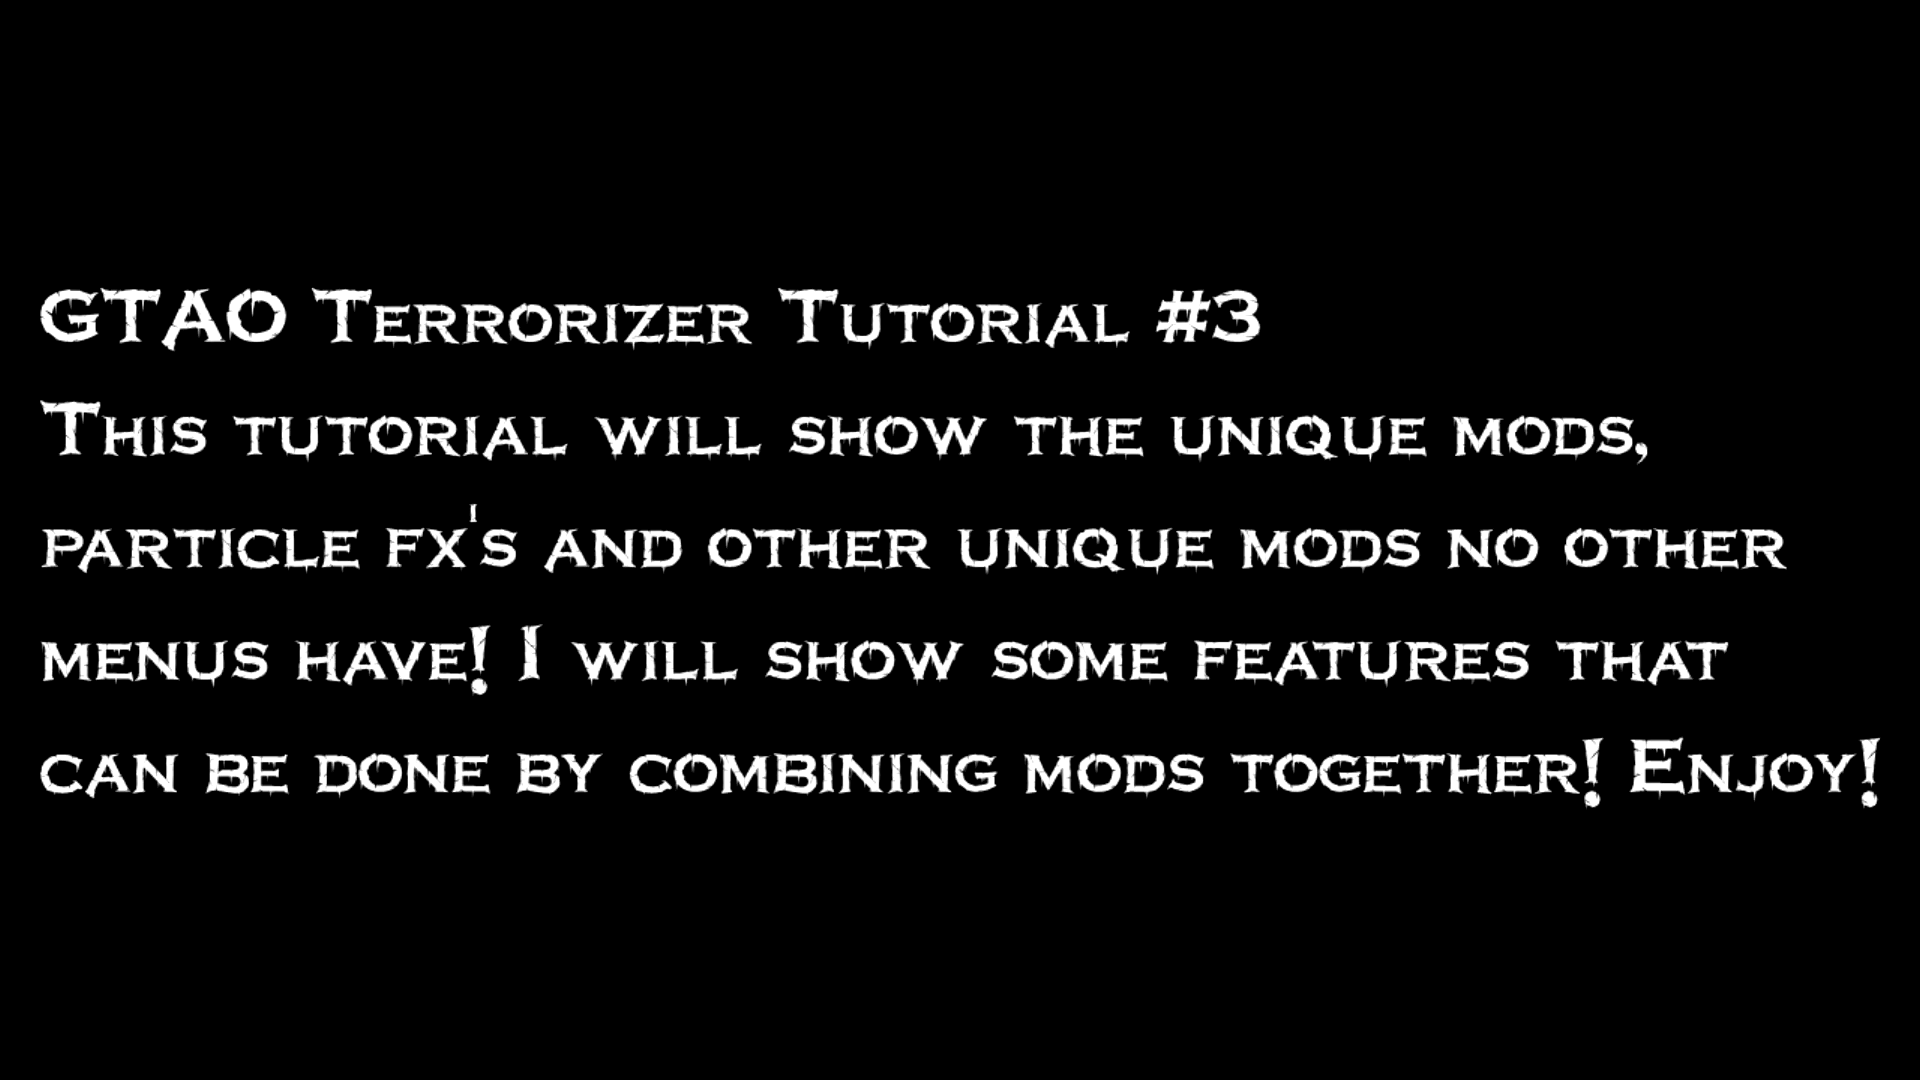 GTAO Terrorizer Tutorial #3
This tutorial will show the unique mods,
particle fx's and other unique mods no other
menus have! I will show some features that
can be done by combining mods together! Enjoy!